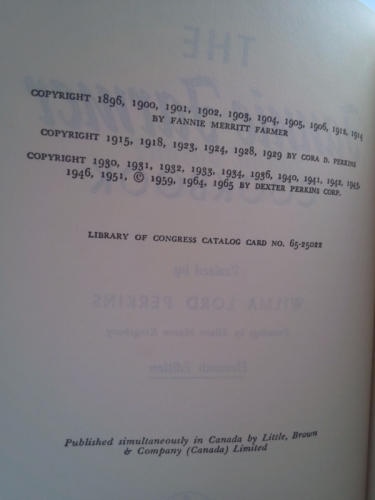 COPYRIGHT 1896, 1900, 1901, 1902, 1903, 1904, 1905, 1906, 1912, 1914
BY FANNIE MERRITT FARMER
COPYRIGHT 1915, 1918, 1923, 1924, 1928, 1929 BY CORA D. PERKINS
COPYRIGHT 1930, 1931, 1932, 1933, 1934, 1936, 1940, 1941, 1942, 1943,
1946, 1951, © 1959, 1964, 1965 BY DEXTER PERKINS CORP.
LIBRARY OF CONGRESS CATALOG CARD NO. 65-25022
Published simultaneously in Canada by Little, Brown
& Company (Canada) Limited